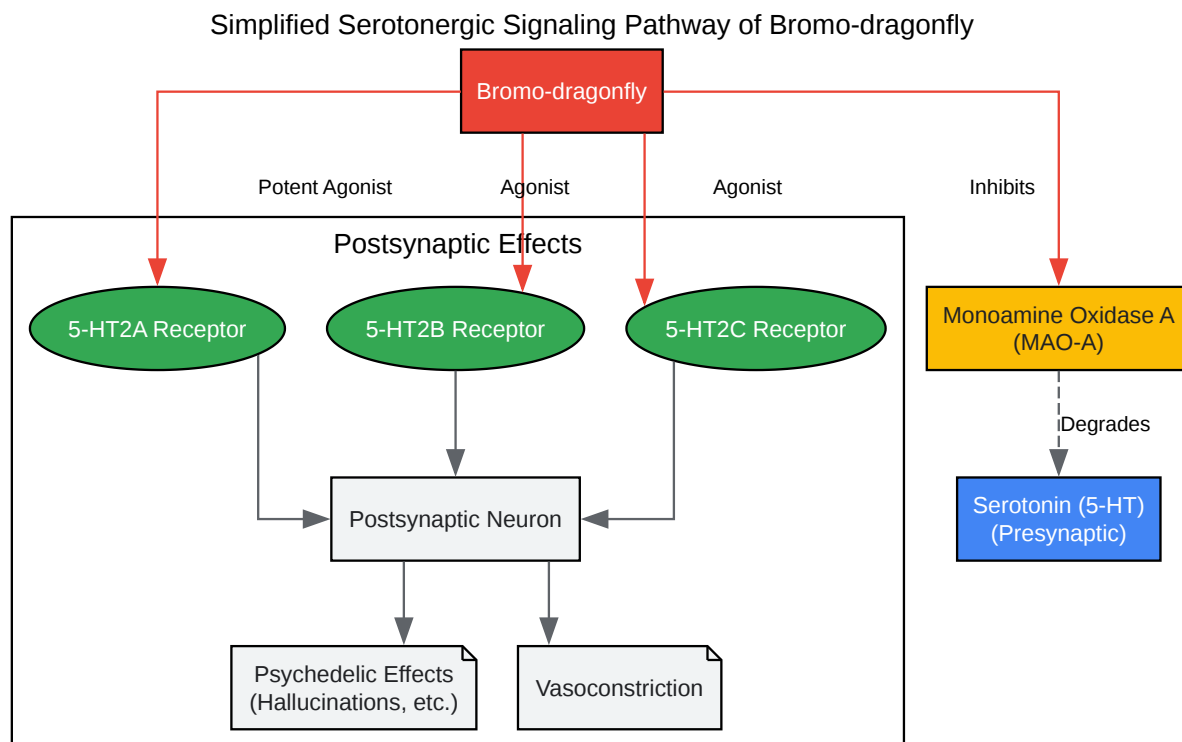 Simplified Serotonergic Signaling Pathway of Bromo-dragonfly
Bromo-dragonfly
Potent Agonist
Agonist
Agonist
Inhibits
Postsynaptic Effects
5-HT2A Receptor
5-HT2B Receptor
5-HT2C Receptor
Monoamine Oxidase A
(MAO-A)
Degrades
Postsynaptic Neuron
Serotonin (5-HT)
(Presynaptic)
Psychedelic Effects
(Hallucinations, etc.)
Vasoconstriction